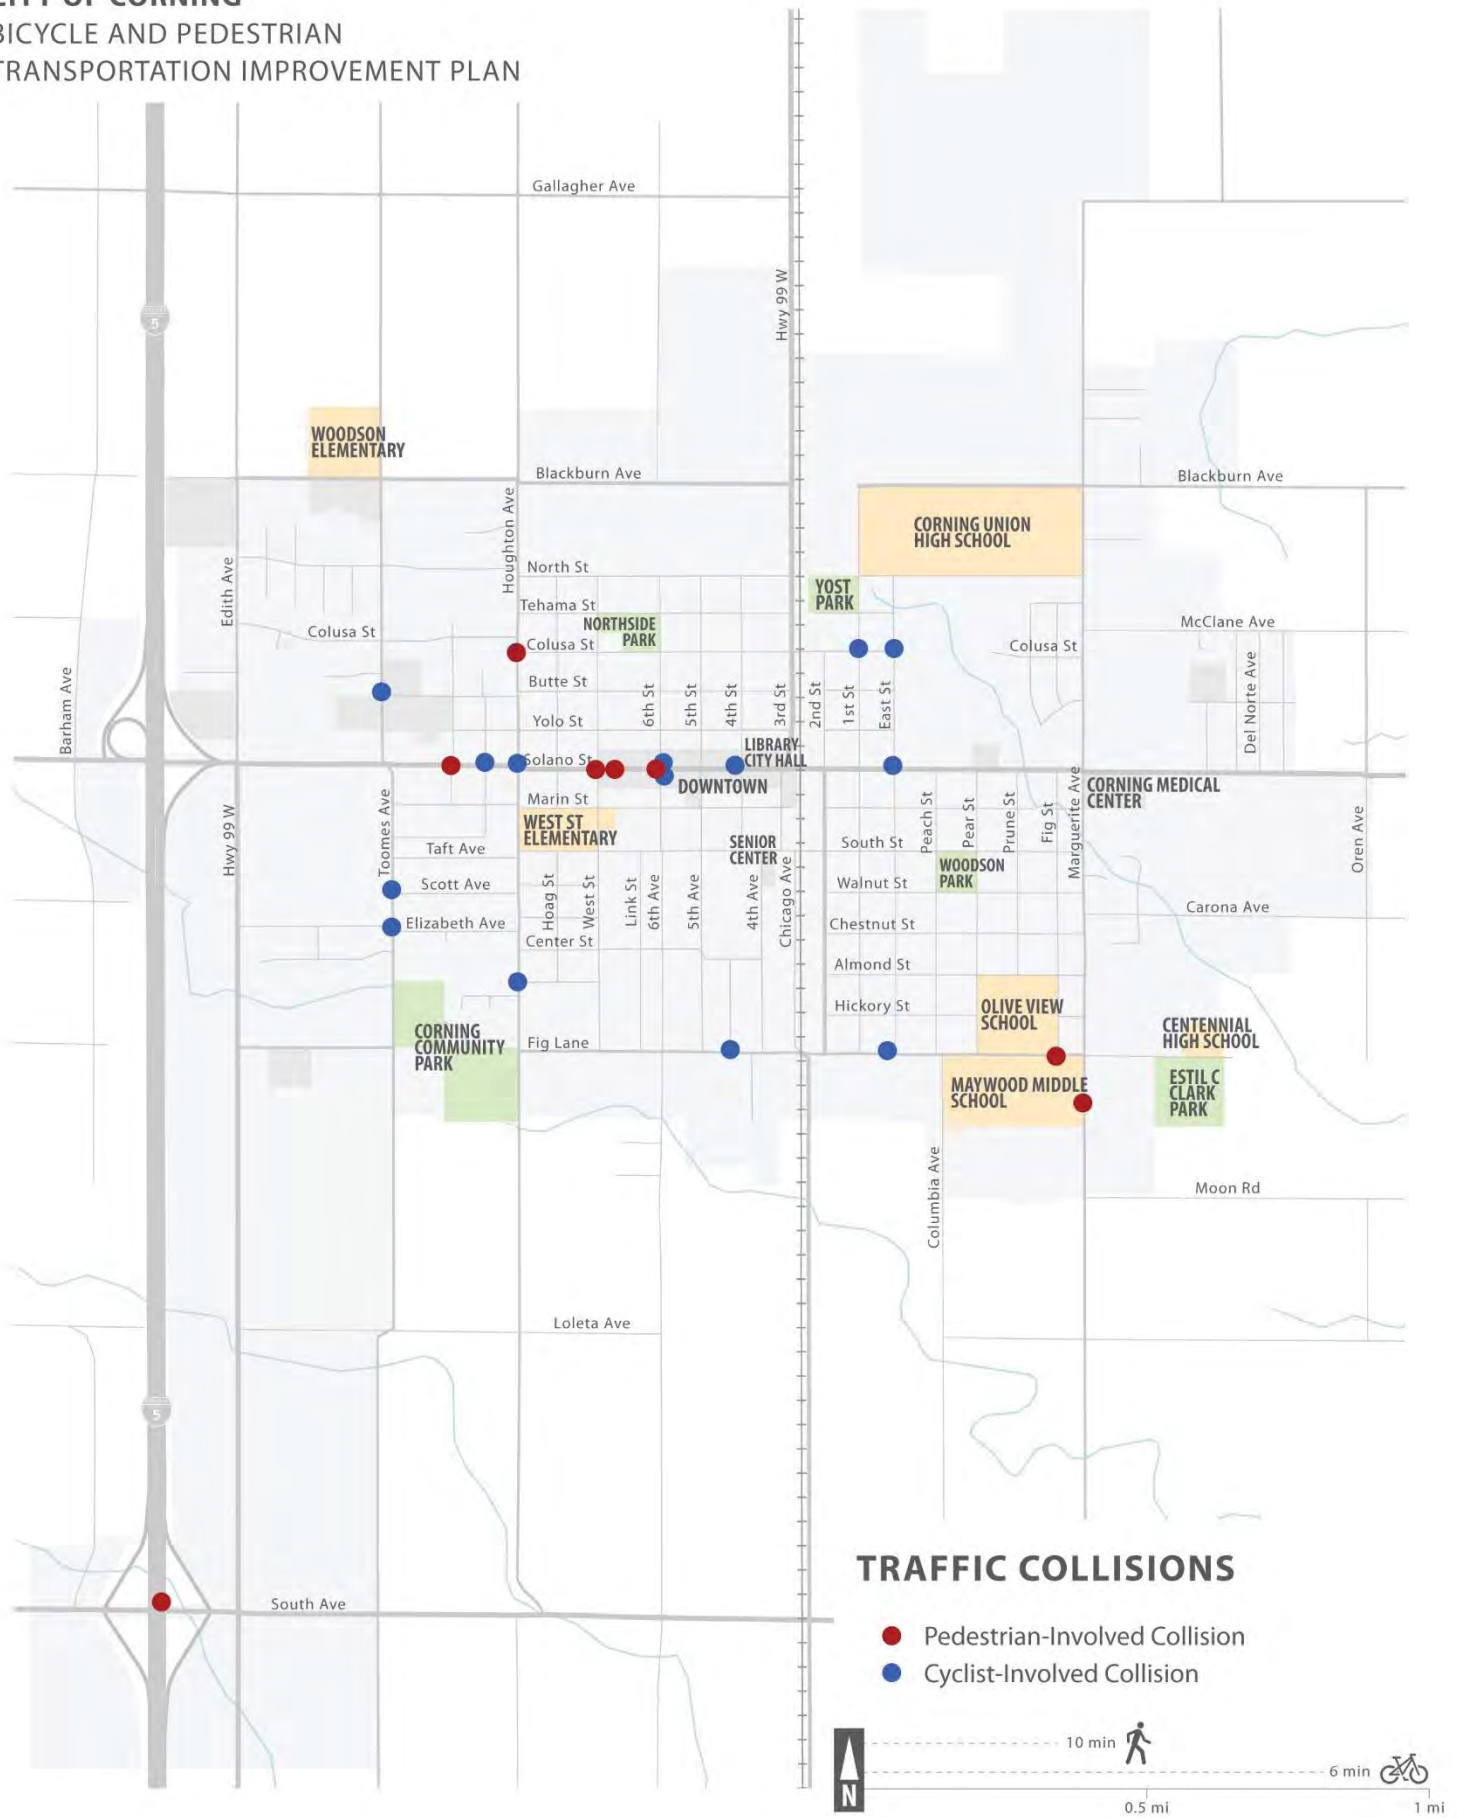 CITY OF CORNING
BICYCLE AND PEDESTRIAN
TRANSPORTATION IMPROVEMENT PLAN
Gallagher Ave
Hwy 99 W
5
WOODSON
ELEMENTARY
Blackburn Ave
Blackburn Ave
Houghton Ave
CORNING UNION
HIGH SCHOOL
Edith Ave
North St
YOST
PARK
Tehama St
NORTHSIDE
PARK
Colusa St
Colusa St
Colusa St
McClane Ave
Barham Ave
Butte St
6th St
5th St
4th St
3rd St
2nd St
1st St
East St
Del Norte Ave
Yolo St
LIBRARY
CITY HALL
Solano St
DOWNTOWN
CORNING MEDICAL
CENTER
Marin St
Hwy 99 W
Toomes Ave
WEST ST
ELEMENTARY
SENIOR
CENTER
South St
Peach St
Pear St
Prune St
Fig St
Marguerite Ave
Oren Ave
Taft Ave
WOODSON
PARK
Walnut St
Scott Ave
Hoag St
West St
Link St
6th Ave
5th Ave
4th Ave
Chicago Ave
Carona Ave
Elizabeth Ave
Chestnut St
Center St
Almond St
Hickory St
OLIVE VIEW
SCHOOL
CENTENNIAL
HIGH SCHOOL
CORNING
COMMUNITY
PARK
Fig Lane
MAYWOOD MIDDLE
SCHOOL
ESTIL C
CLARK
PARK
Columbia Ave
Moon Rd
Loleta Ave
5
South Ave
TRAFFIC COLLISIONS
Pedestrian-Involved Collision
Cyclist-Involved Collision
10 min
6 min
N
0.5 mi
1 mi